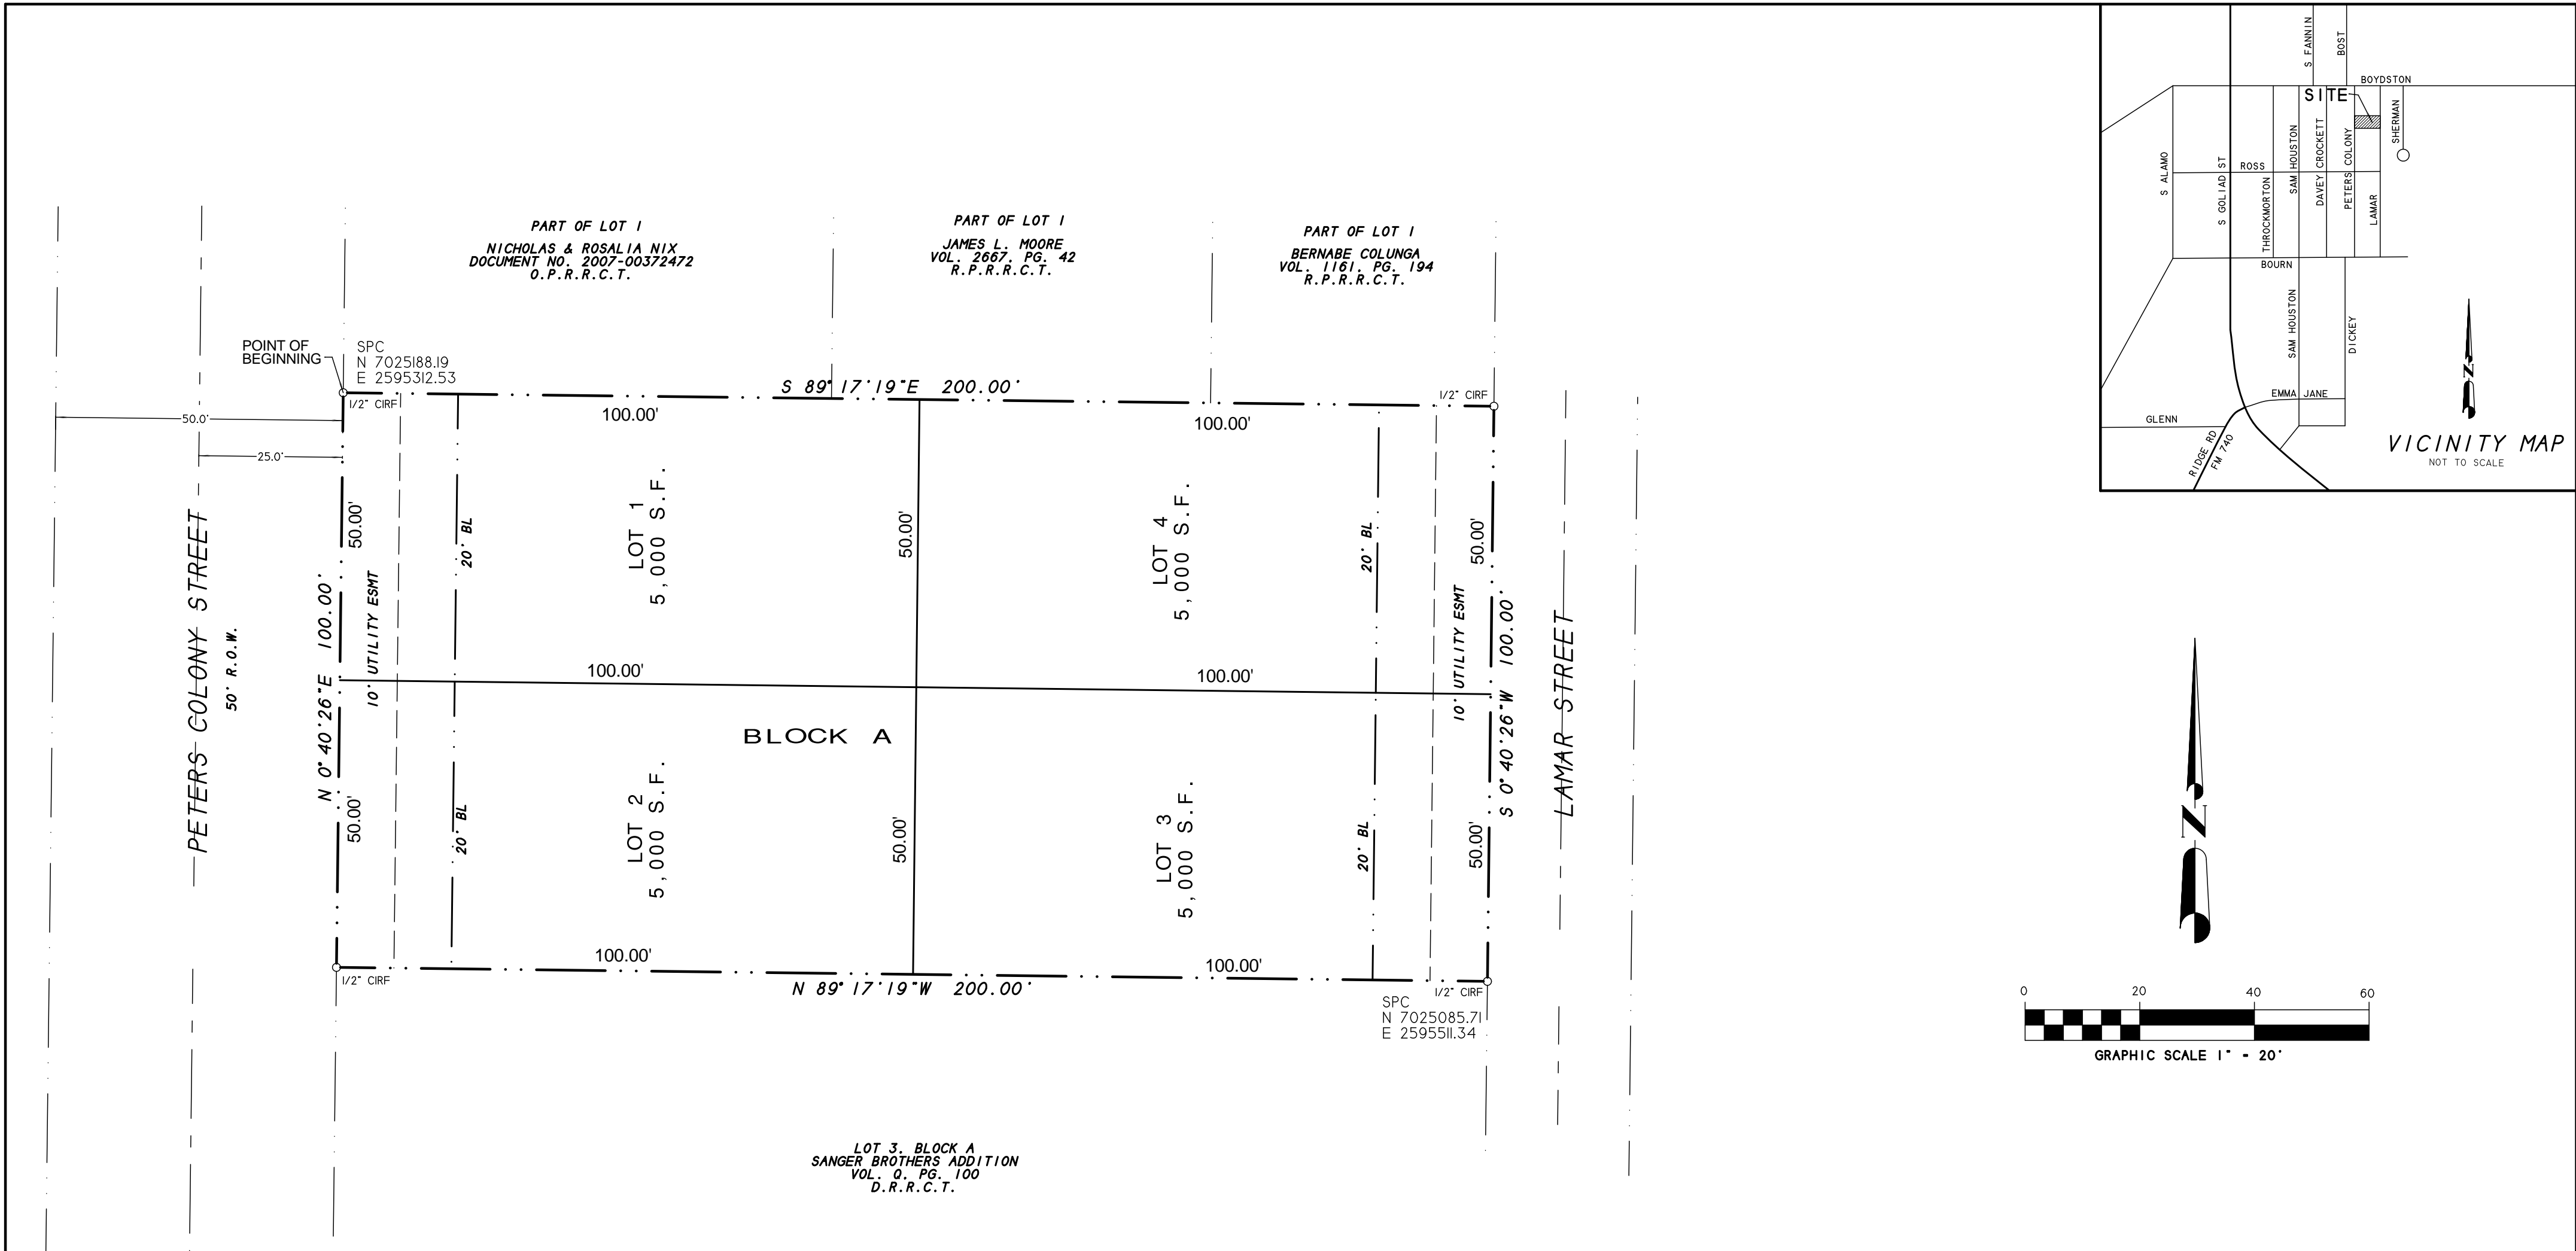 S FANNIN
BOST
BOYDSTON
SITE
SHERMAN
S ALAMO
S GOLIAD ST
ROSS
THROCKMORTON
SAM HOUSTON
DAVEY CROCKETT
PETERS COLONY
LAMAR
BOURN
SAM HOUSTON
DICKEY
EMMA JANE
GLENN
RIDGE RD
FM 740
N
VICINITY MAP
NOT TO SCALE
PART OF LOT 1
NICHOLAS & ROSALIA NIX
DOCUMENT NO. 2007-00372472
O.P.R.R.C.T.
PART OF LOT 1
JAMES L. MOORE
VOL. 2667, PG. 42
R.P.R.R.C.T.
PART OF LOT 1
BERNABE COLUNGA
VOL. 1161, PG. 194
R.P.R.R.C.T.
POINT OF
BEGINNING
SPC
N 7025188.19
E 2595312.53
1/2" CIRF
S 89°17'19"E 200.00'
1/2" CIRF
50.0'
25.0'
100.00'
100.00'
PETERS COLONY STREET
50' R.O.W.
N 0°40'26"E 100.00'
50.00'
50.00'
10' UTILITY ESMT
20' BL
20' BL
LOT 1
5,000 S.F.
50.00'
LOT 4
5,000 S.F.
20' BL
10' UTILITY ESMT
50.00'
S 0°40'26"W 100.00'
LAMAR STREET
100.00'
100.00'
BLOCK A
LOT 2
5,000 S.F.
50.00'
LOT 3
5,000 S.F.
20' BL
50.00'
100.00'
100.00'
1/2" CIRF
N 89°17'19"W 200.00'
1/2" CIRF
SPC
N 7025085.71
E 2595511.34
LOT 3, BLOCK A
SANGER BROTHERS ADDITION
VOL. Q, PG. 100
D.R.R.C.T.
N
0 20 40 60
GRAPHIC SCALE 1" - 20'